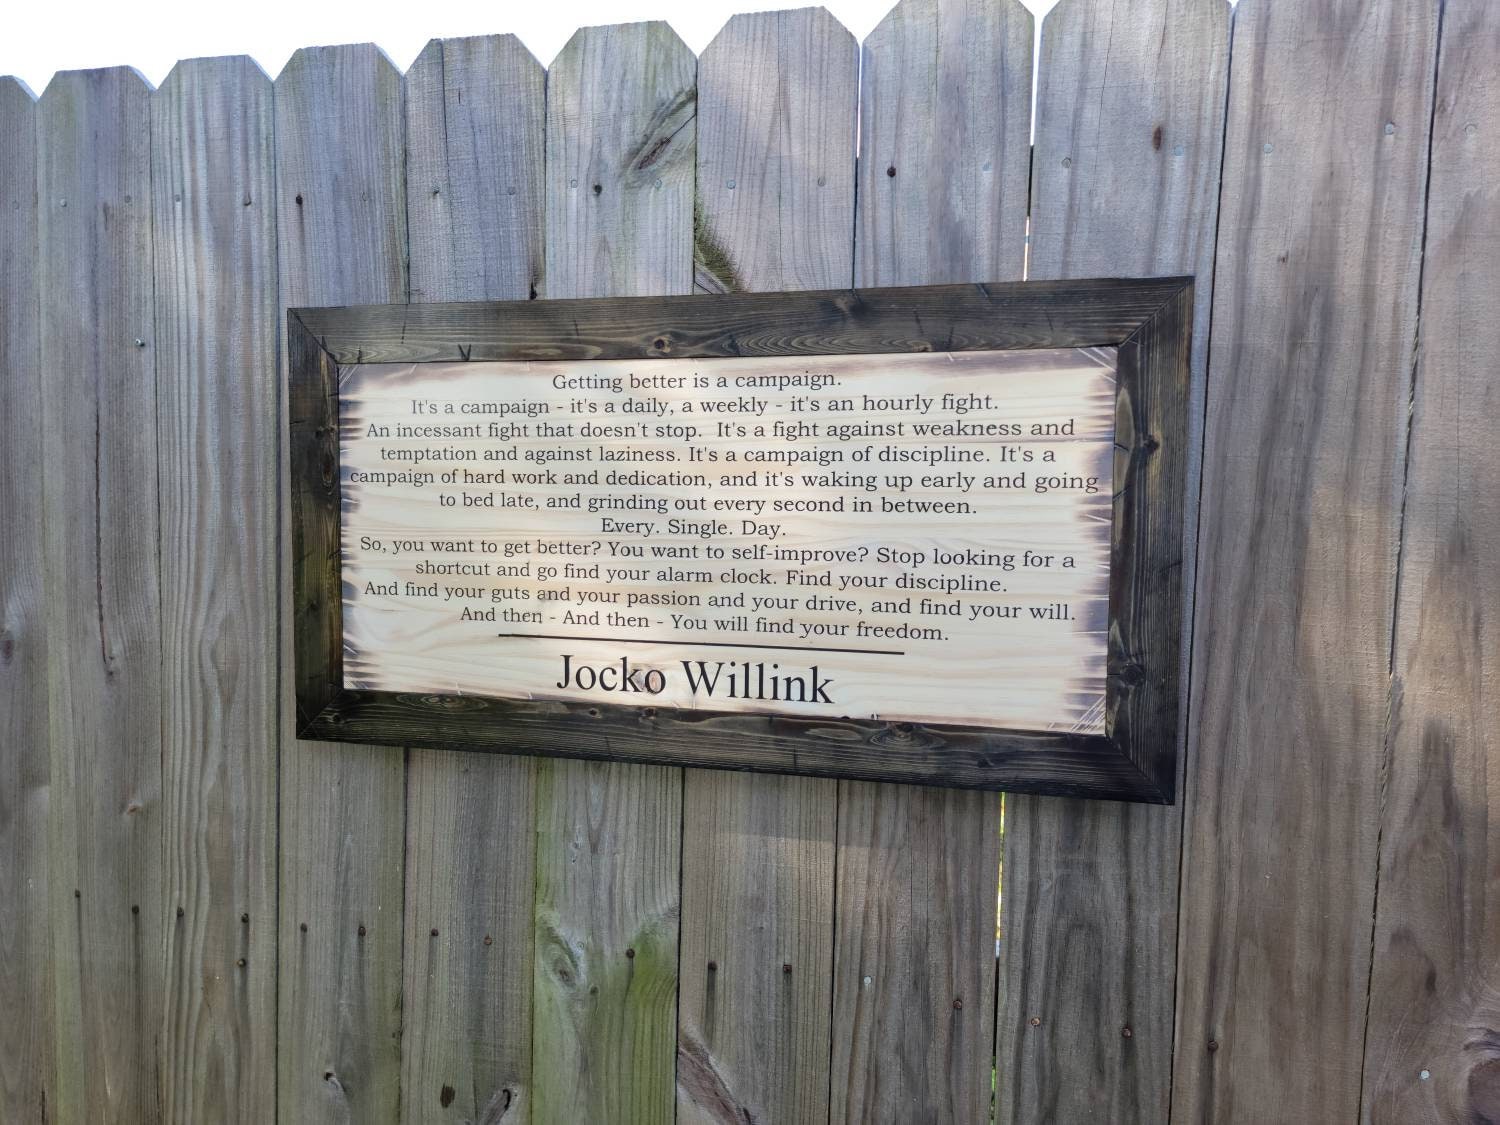 Getting better is a campaign.
It's a campaign - it's a daily, a weekly - it's an hourly fight.
An incessant fight that doesn't stop.  It's a fight against weakness and
temptation and against laziness. It's a campaign of discipline. It's a
campaign of hard work and dedication, and it's waking up early and going
to bed late, and grinding out every second in between.
Every. Single. Day.
So, you want to get better? You want to self-improve? Stop looking for a
shortcut and go find your alarm clock. Find your discipline.
And find your guts and your passion and your drive, and find your will.
And then - And then - You will find your freedom.
Jocko Willink